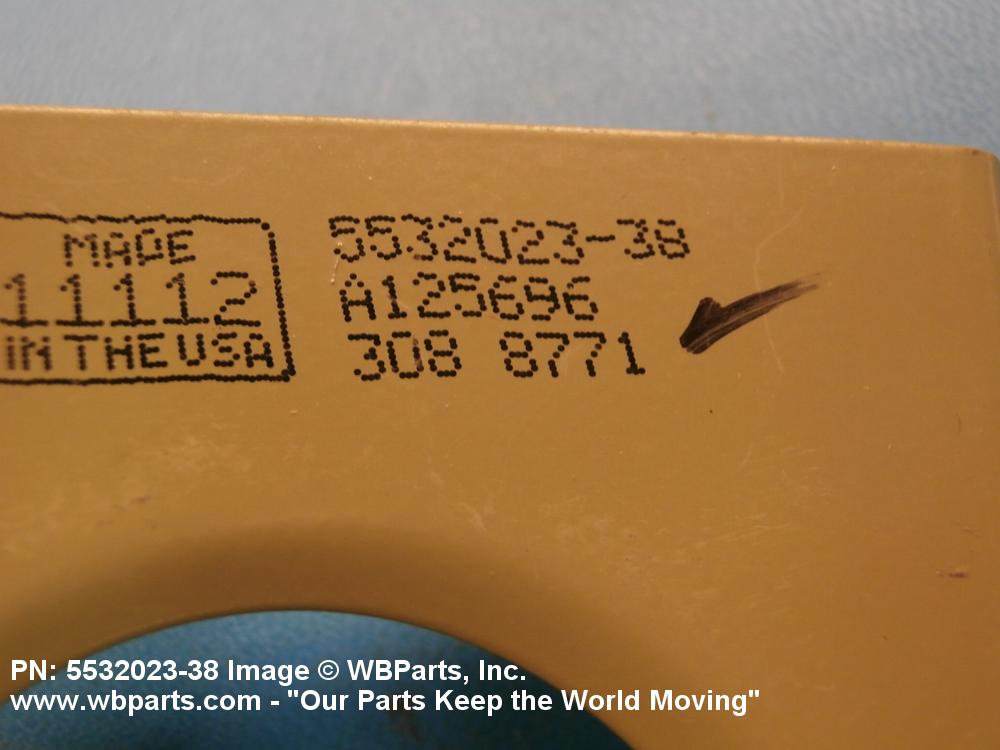 MADE
11112
IN THE USA
5532023-38
A125696
308 8771
PN: 5532023-38 Image © WBParts, Inc.
www.wbparts.com - "Our Parts Keep the World Moving"